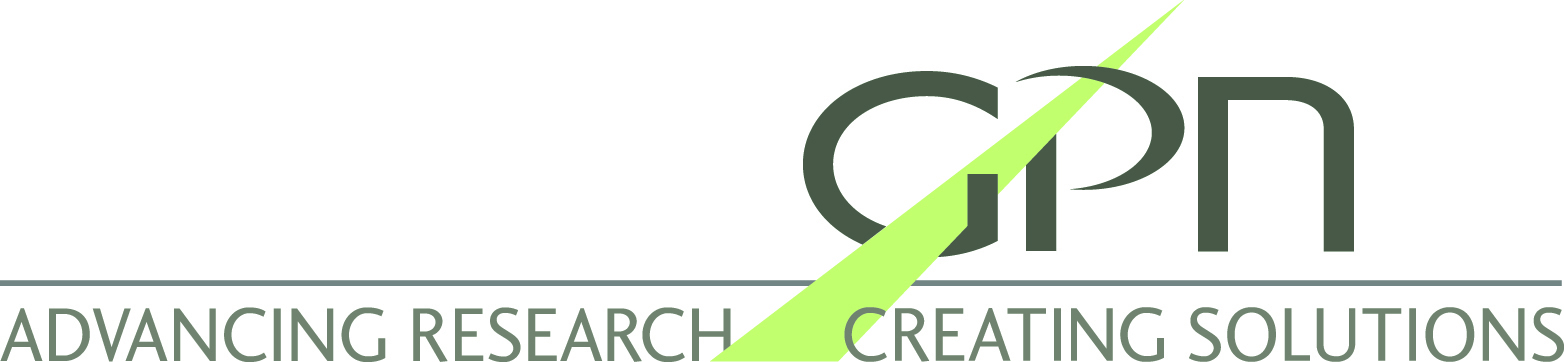 GPN
ADVANCING RESEARCH CREATING SOLUTIONS